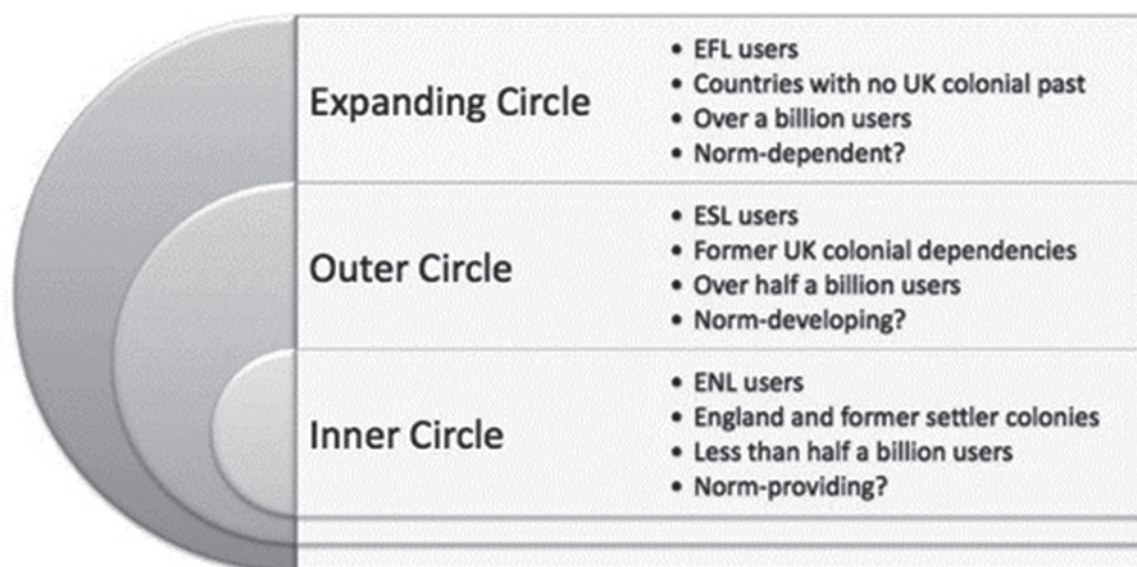 Expanding Circle
• EFL users
• Countries with no UK colonial past
• Over a billion users
• Norm-dependent?
Outer Circle
• ESL users
• Former UK colonial dependencies
• Over half a billion users
• Norm-developing?
Inner Circle
• ENL users
• England and former settler colonies
• Less than half a billion users
• Norm-providing?